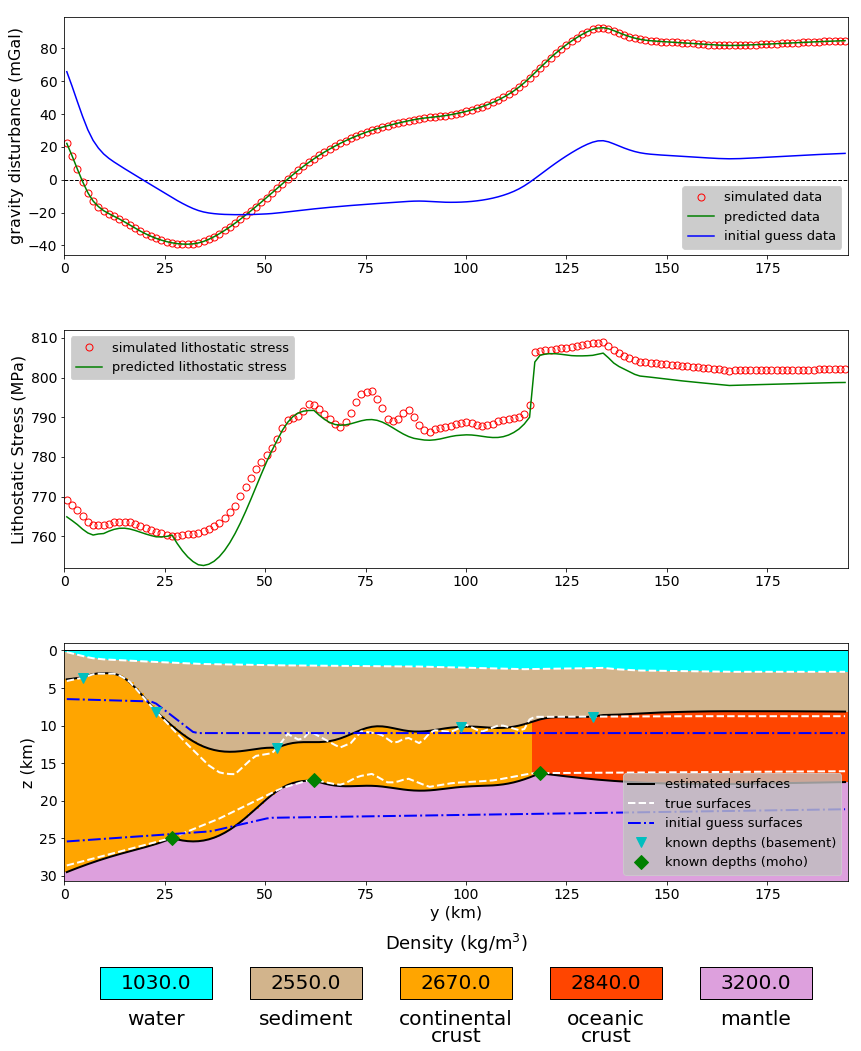 gravity disturbance (mGal)
80
60
40
20
0
−20
−40
simulated data
predicted data
initial guess data
0 25 50 75 100 125 150 175
Lithostatic Stress (MPa)
810
800
790
780
770
760
simulated lithostatic stress
predicted lithostatic stress
0 25 50 75 100 125 150 175
z (km)
0
5
10
15
20
25
30
estimated surfaces
true surfaces
initial guess surfaces
known depths (basement)
known depths (moho)
0 25 50 75 100 125 150 175
y (km)
Density (kg/m³)
1030.0 2550.0 2670.0 2840.0 3200.0
water sediment continental oceanic mantle
crust crust